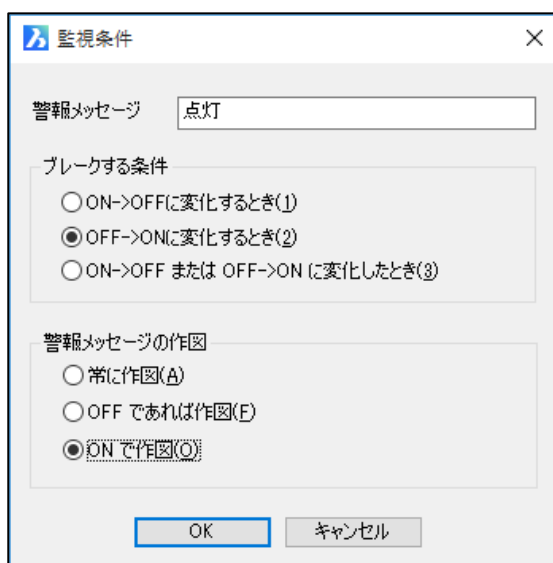 監視条件
警報メッセージ 点灯
ブレークする条件
ON->OFFに変化するとき(1)
OFF->ONに変化するとき(2)
ON->OFF または OFF->ON に変化したとき(3)
警報メッセージの作図
常に作図(A)
OFF であれば作図(F)
ON で作図(O)
OK キャンセル